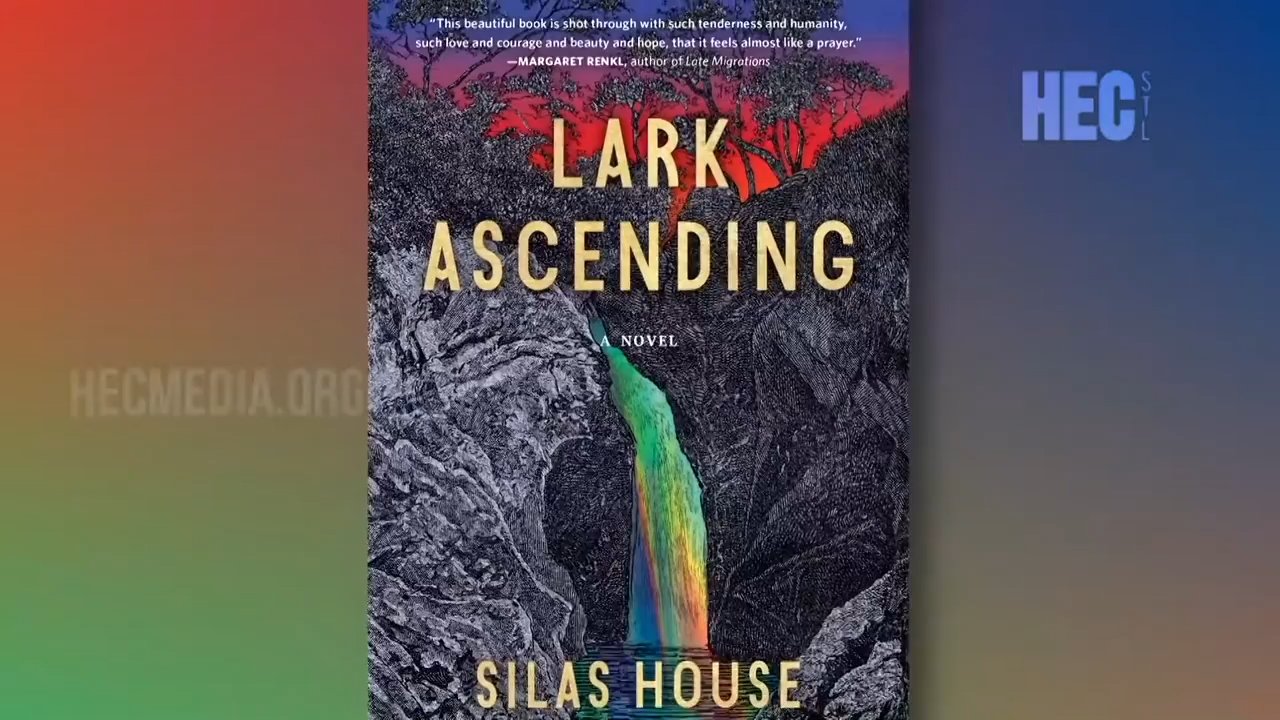 “This beautiful book is shot through with such tenderness and humanity,
such love and courage and beauty and hope, that it feels almost like a prayer.”
—MARGARET RENKL, author of Late Migrations
LARK
ASCENDING
A NOVEL
SILAS HOUSE
HEC
STL
HECMEDIA.ORG